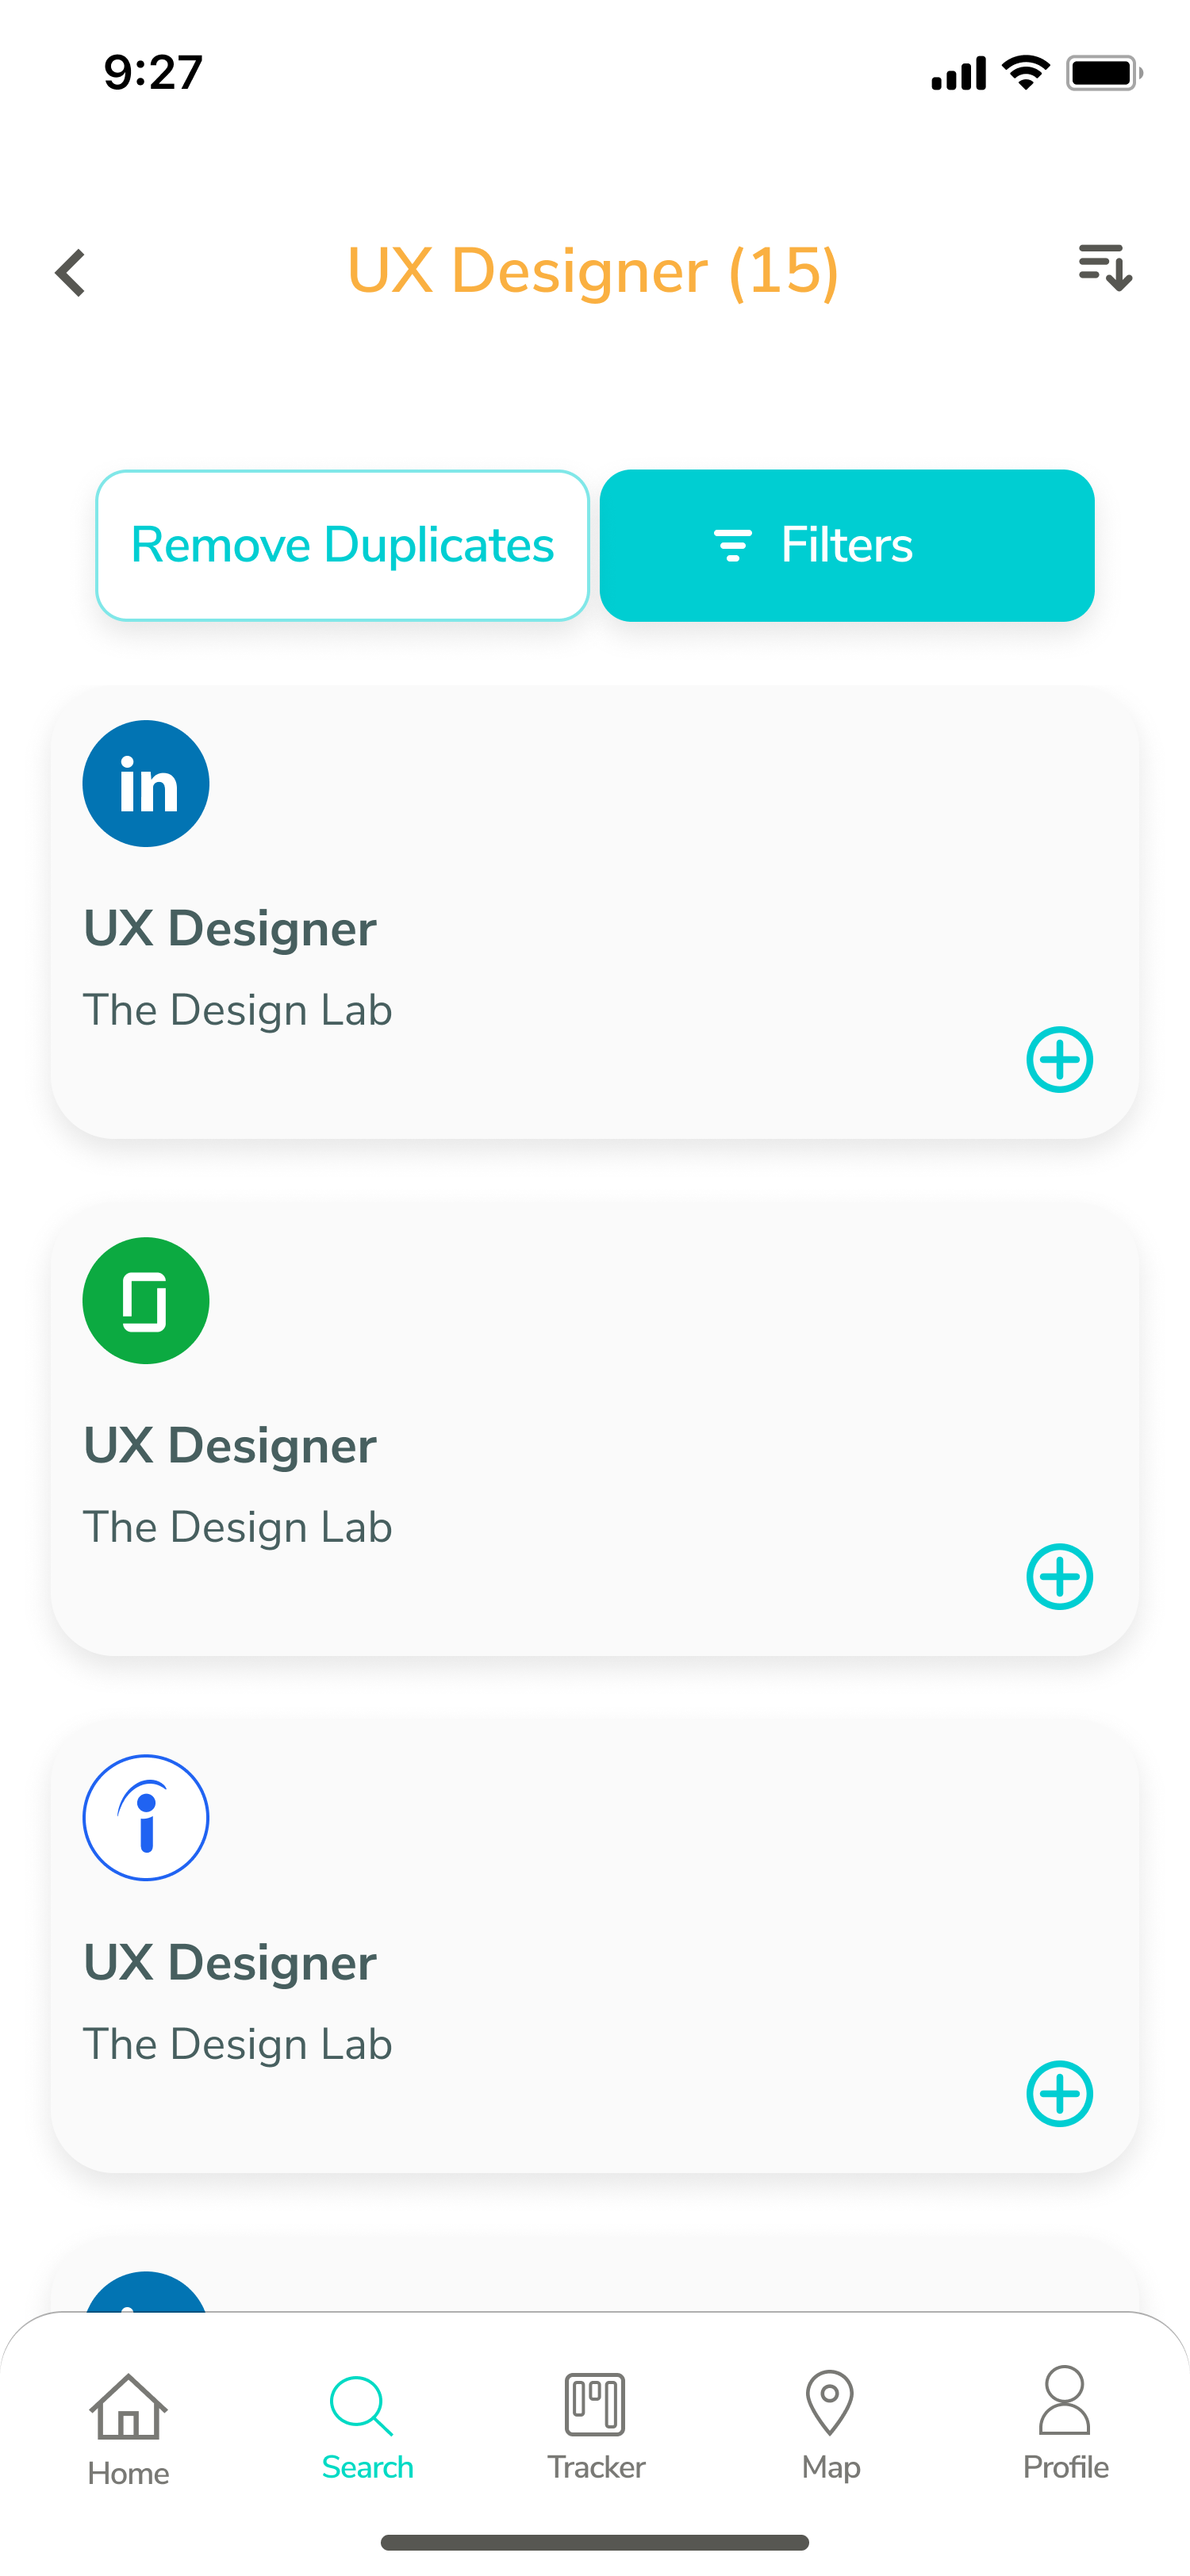 9:27
UX Designer (15)
Remove Duplicates
Filters
in
UX Designer
The Design Lab
UX Designer
The Design Lab
UX Designer
The Design Lab
Home
Search
Tracker
Map
Profile